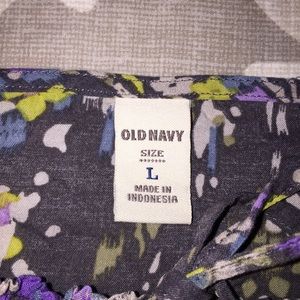 OLD NAVY
SIZE
*******
L
MADE IN
INDONESIA